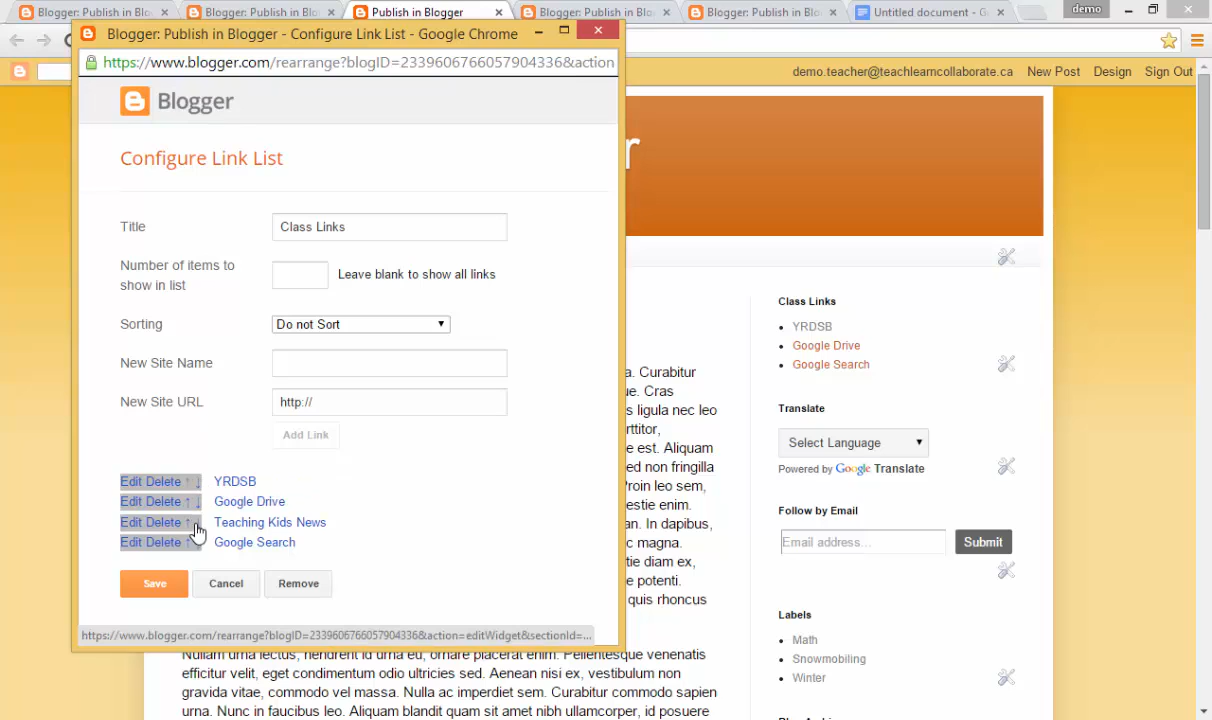 Blogger: Publish in Blo
Blogger: Publish in Blo
Publish in Blogger
Blogger: Publish in Blo
Blogger: Publish in Blo
Untitled document - G
demo
Blogger: Publish in Blogger - Configure Link List - Google Chrome
https://www.blogger.com/rearrange?blogID=2339606766057904336&action
demo.teacher@teachlearncollaborate.ca New Post Design Sign Out
Blogger
Configure Link List
Title Class Links
Number of items to
show in list
Leave blank to show all links
Sorting Do not Sort
New Site Name
New Site URL http://
Add Link
Edit Delete ↑ ↓ YRDSB
Edit Delete ↑ ↓ Google Drive
Edit Delete ↑ Teaching Kids News
Edit Delete ↑ Google Search
Save Cancel Remove
https://www.blogger.com/rearrange?blogID=2339606766057904336&action=editWidget&sectionId=...
r
a. Curabitur
ue. Cras
s ligula nec leo
rttitor,
e est. Aliquam
ed non fringilla
Proin leo sem,
estie enim.
t. In dapibus,
c magna.
tie diam ex,
e potenti.
quis rhoncus
Nullam urna lectus, hendrerit id urna eu, ornare placerat enim. Pellentesque venenatis
efficitur velit, eget condimentum odio ultricies sed. Aenean nisi ex, vestibulum non
gravida vitae, commodo vel massa. Nulla ac imperdiet sem. Curabitur commodo sapien
urna. Nunc in faucibus leo. Aliquam blandit quam sit amet nibh ullamcorper, id posuere
Class Links
YRDSB
Google Drive
Google Search
Translate
Select Language
Powered by Google Translate
Follow by Email
Email address... Submit
Labels
Math
Snowmobiling
Winter